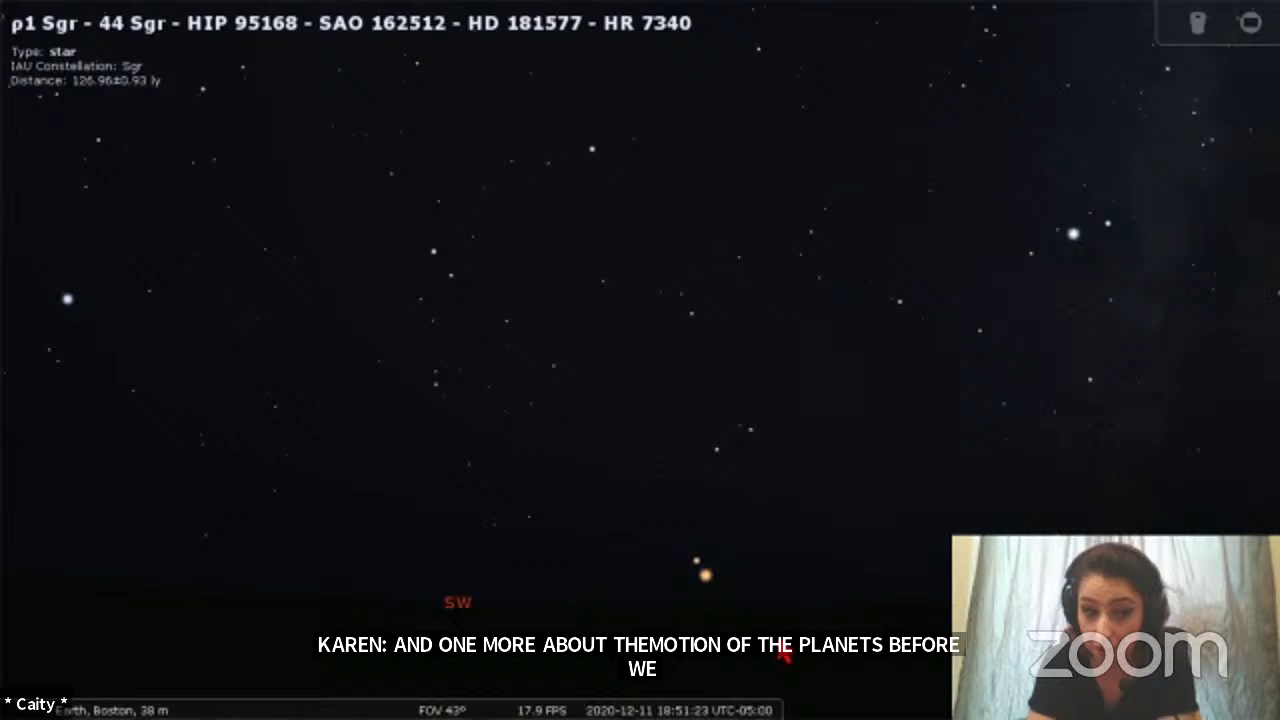 ρ1 Sgr - 44 Sgr - HIP 95168 - SAO 162512 - HD 181577 - HR 7340
Type: star
IAU Constellation: Sgr
Distance: 126.96±0.93 ly
SW
KAREN: AND ONE MORE ABOUT THEMOTION OF THE PLANETS BEFORE
WE
zoom
* Caity *
Earth, Boston, 38 m FOV 43° 17.9 FPS 2020-12-11 18:51:23 UTC-05:00